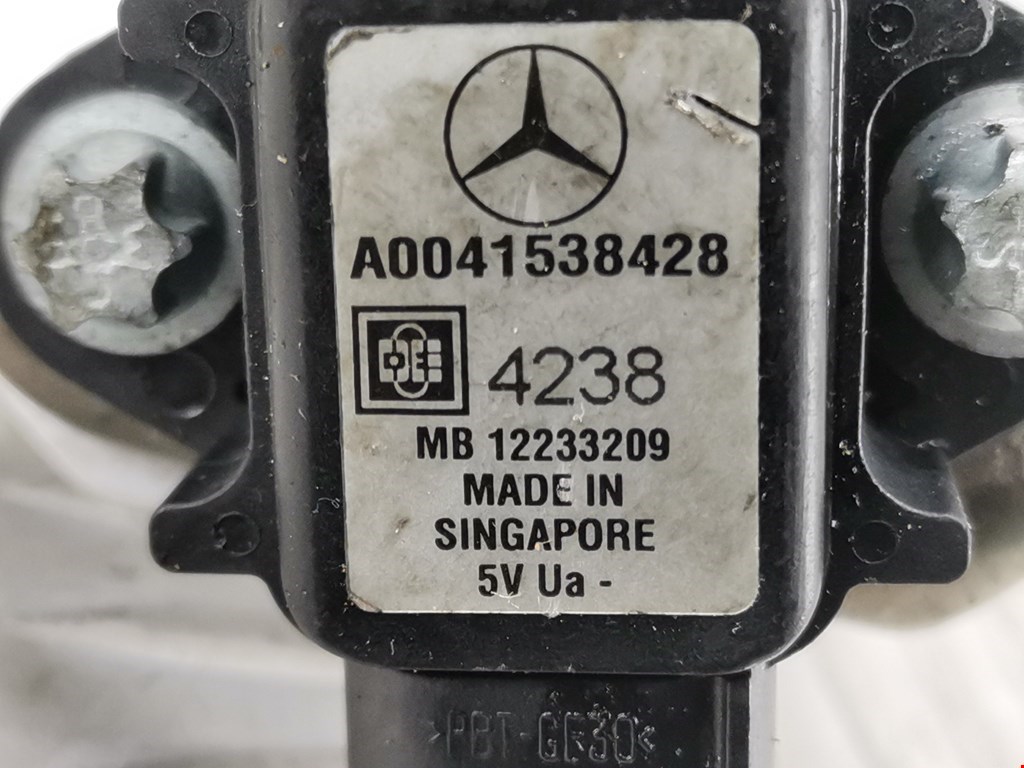 A0041538428
4238
MB 12233209
MADE IN
SINGAPORE
5V Ua -
>PBT-GF30<